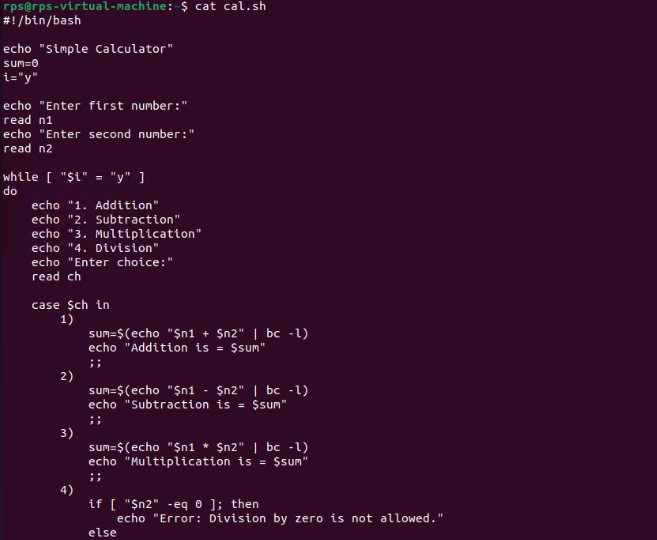 rps@rps-virtual-machine:~$ cat cal.sh
#!/bin/bash

echo "Simple Calculator"
sum=0
i="y"

echo "Enter first number:"
read n1
echo "Enter second number:"
read n2

while [ "$i" = "y" ]
do
    echo "1. Addition"
    echo "2. Subtraction"
    echo "3. Multiplication"
    echo "4. Division"
    echo "Enter choice:"
    read ch

    case $ch in
        1)
            sum=$(echo "$n1 + $n2" | bc -l)
            echo "Addition is = $sum"
            ;;
        2)
            sum=$(echo "$n1 - $n2" | bc -l)
            echo "Subtraction is = $sum"
            ;;
        3)
            sum=$(echo "$n1 * $n2" | bc -l)
            echo "Multiplication is = $sum"
            ;;
        4)
            if [ "$n2" -eq 0 ]; then
                echo "Error: Division by zero is not allowed."
            else